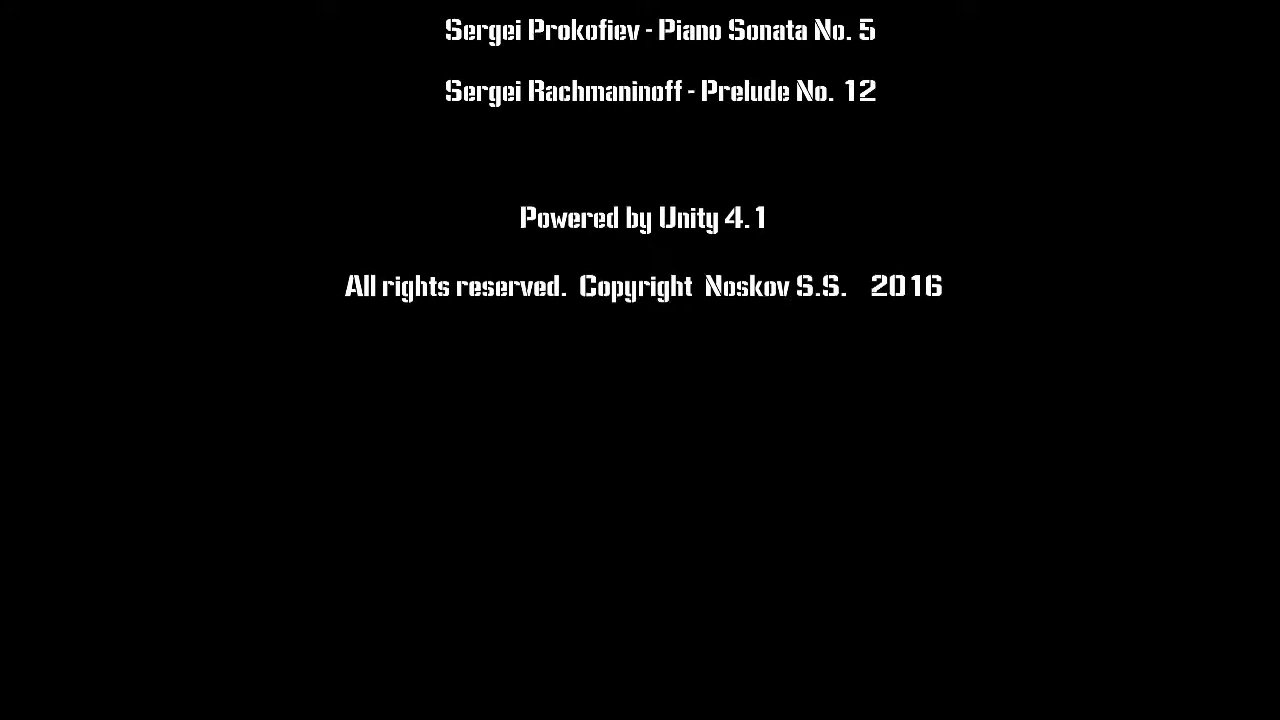 Sergei Prokofiev - Piano Sonata No. 5
Sergei Rachmaninoff - Prelude No. 12
Powered by Unity 4.1
All rights reserved. Copyright Noskov S.S. 2016